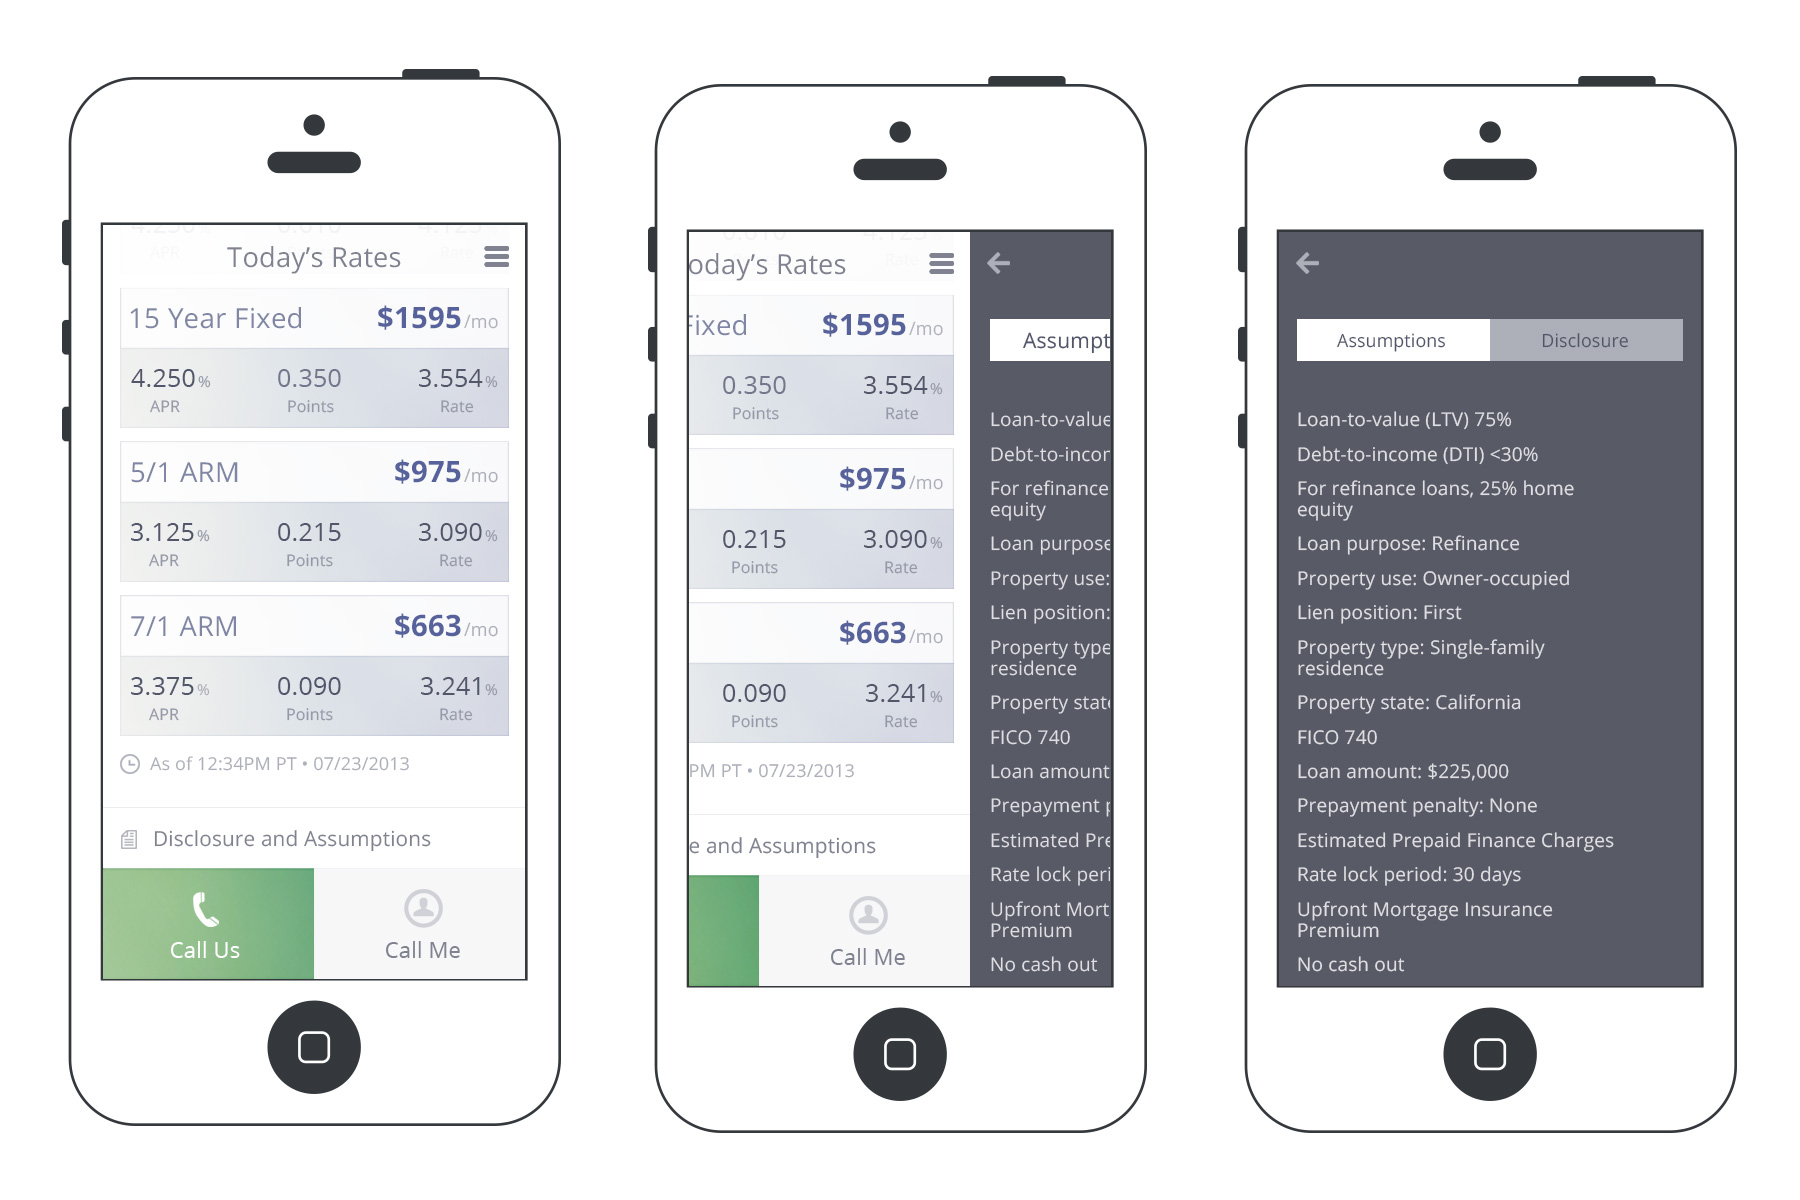 Today's Rates
15 Year Fixed $1595/mo
4.250% 0.350 3.554%
APR Points Rate
5/1 ARM $975/mo
3.125% 0.215 3.090%
APR Points Rate
7/1 ARM $663/mo
3.375% 0.090 3.241%
APR Points Rate
As of 12:34PM PT • 07/23/2013
Disclosure and Assumptions
Call Us Call Me
oday's Rates
Fixed $1595/mo
0.350 3.554%
Points Rate
$975/mo
0.215 3.090%
Points Rate
$663/mo
0.090 3.241%
Points Rate
PM PT • 07/23/2013
e and Assumptions
Call Me
Assumpt
Loan-to-value
Debt-to-incor
For refinance
equity
Loan purpose
Property use:
Lien position:
Property type
residence
Property state
FICO 740
Loan amount
Prepayment p
Estimated Pre
Rate lock peri
Upfront Mort
Premium
No cash out
Assumptions Disclosure
Loan-to-value (LTV) 75%
Debt-to-income (DTI) <30%
For refinance loans, 25% home
equity
Loan purpose: Refinance
Property use: Owner-occupied
Lien position: First
Property type: Single-family
residence
Property state: California
FICO 740
Loan amount: $225,000
Prepayment penalty: None
Estimated Prepaid Finance Charges
Rate lock period: 30 days
Upfront Mortgage Insurance
Premium
No cash out